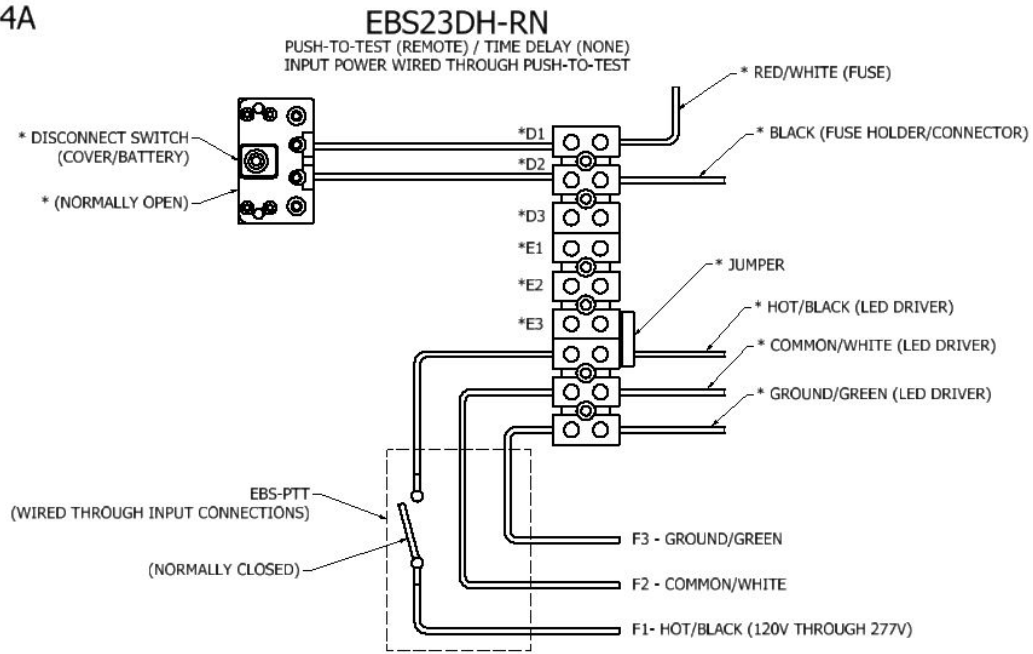 4A
EBS23DH-RN
PUSH-TO-TEST (REMOTE) / TIME DELAY (NONE)
INPUT POWER WIRED THROUGH PUSH-TO-TEST
* RED/WHITE (FUSE)
* DISCONNECT SWITCH
(COVER/BATTERY)
* (NORMALLY OPEN)
*D1
* BLACK (FUSE HOLDER/CONNECTOR)
*D2
*D3
*E1
*E2
* JUMPER
*E3
* HOT/BLACK (LED DRIVER)
* COMMON/WHITE (LED DRIVER)
* GROUND/GREEN (LED DRIVER)
EBS-PTT
(WIRED THROUGH INPUT CONNECTIONS)
(NORMALLY CLOSED)
F3 - GROUND/GREEN
F2 - COMMON/WHITE
F1- HOT/BLACK (120V THROUGH 277V)